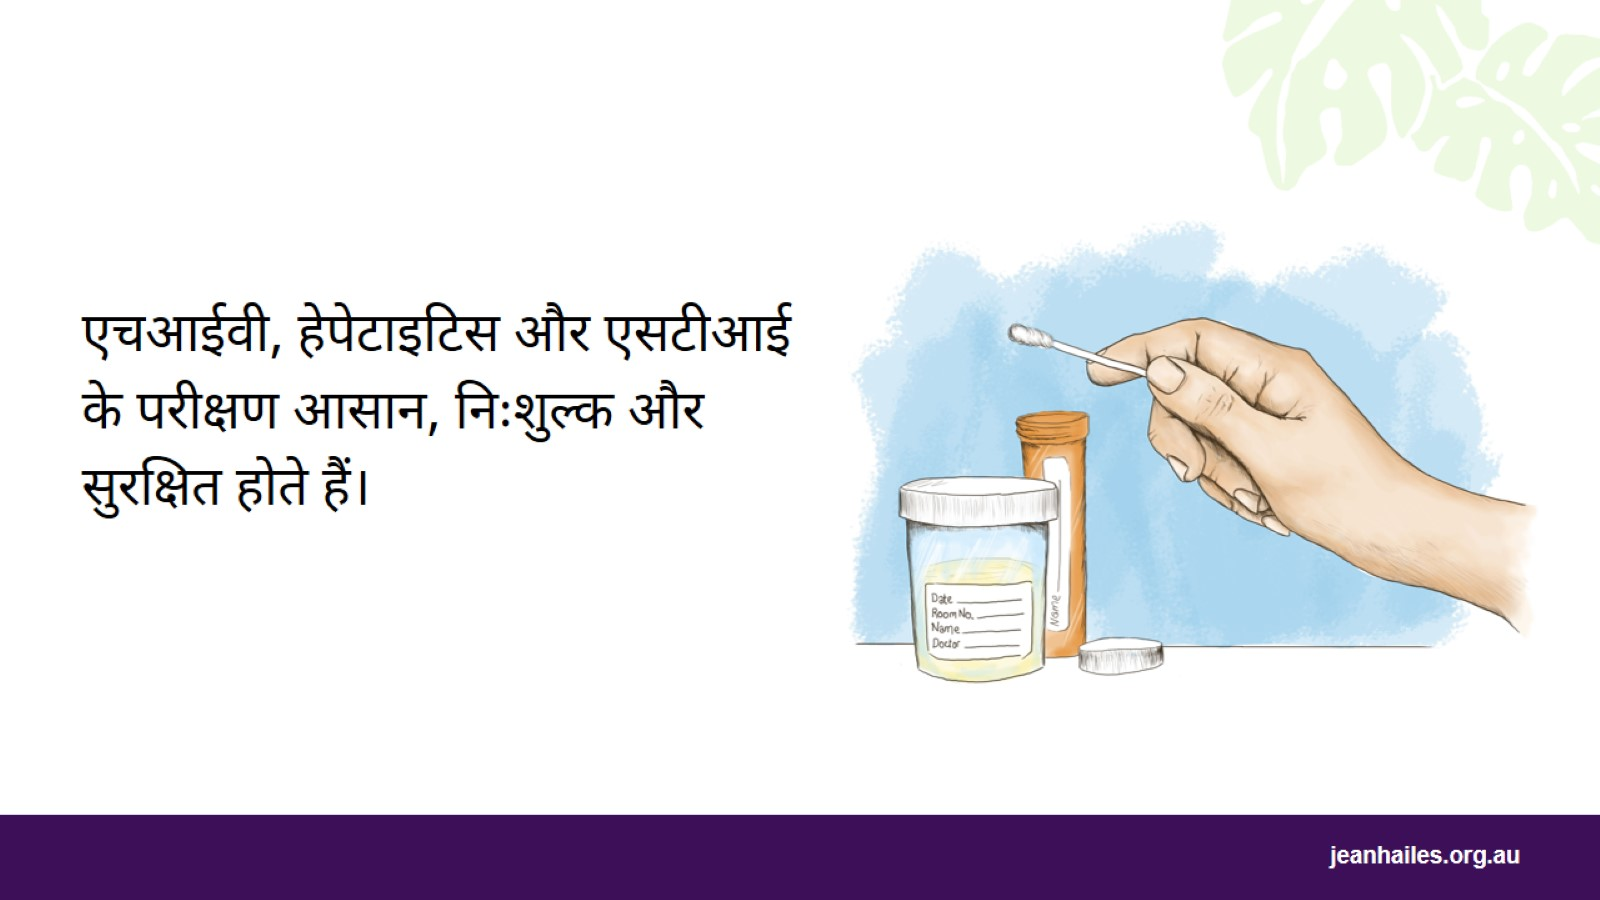 एचआईवी, हेपेटाइटिस और एसटीआई
के परीक्षण आसान, निःशुल्क और
सुरक्षित होते हैं।
Date
Room No.
Name
Doctor
Name
jeanhailes.org.au